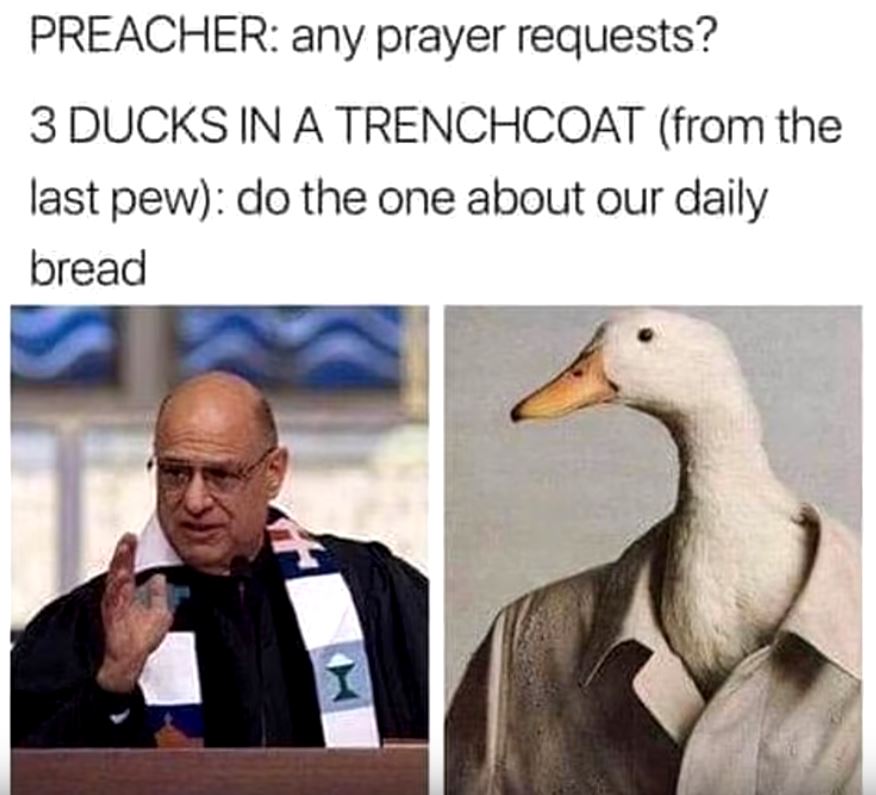 PREACHER: any prayer requests?
3 DUCKS IN A TRENCHCOAT (from the
last pew): do the one about our daily
bread